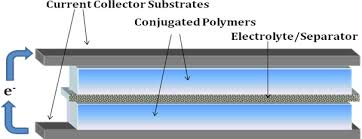 Current Collector Substrates
Conjugated Polymers
Electrolyte/Separator
e-